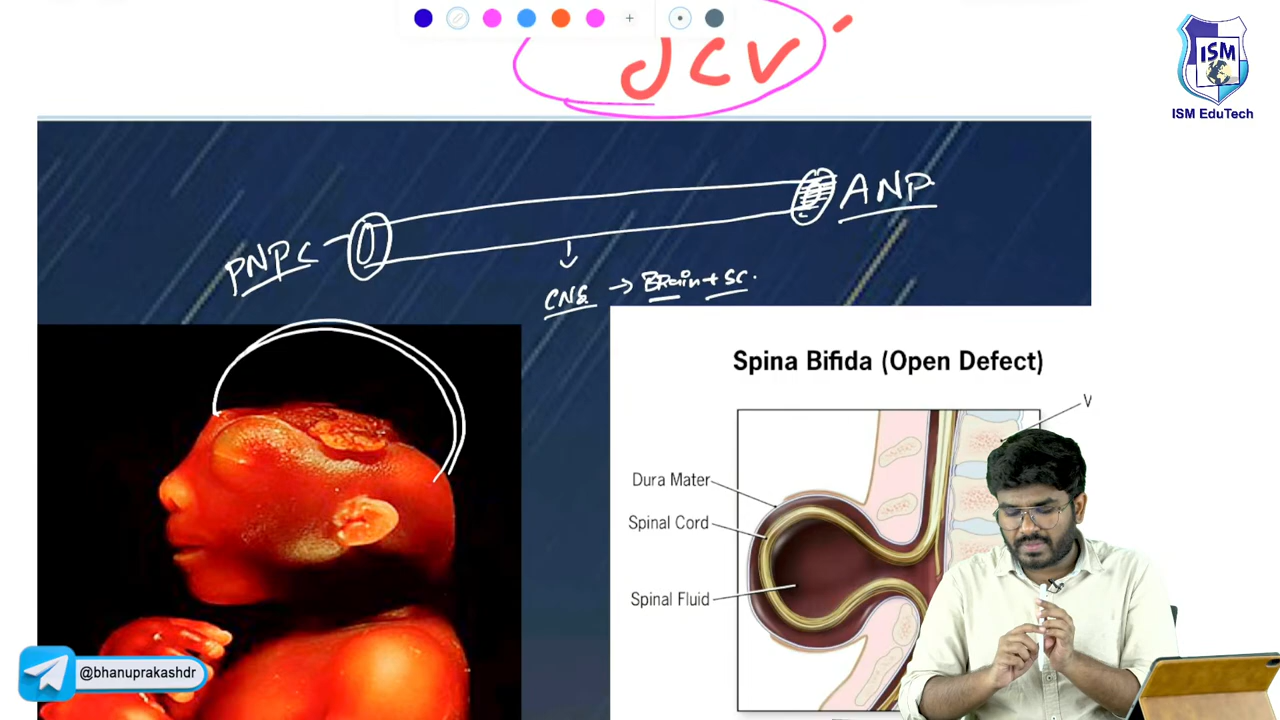 JCV
ISM
ISM EduTech
ANP
PNPC
CNS → BRain + SC.
Spina Bifida (Open Defect)
V
Dura Mater
Spinal Cord
Spinal Fluid
@bhanuprakashdr